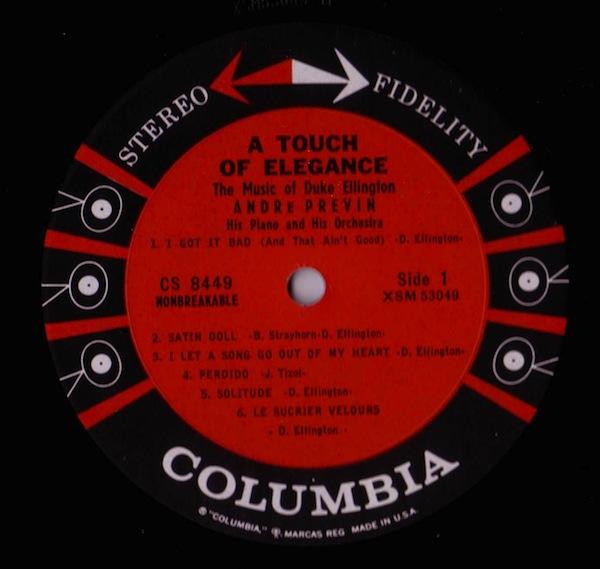 STEREO FIDELITY
A TOUCH
OF ELEGANCE
The Music of Duke Ellington
ANDRE PREVIN
His Piano and His Orchestra
1. I GOT IT BAD (And That Ain't Good) -D. Ellington-
CS 8449
NONBREAKABLE
Side 1
XSM 53049
2. SATIN DOLL -B. Strayhorn-D. Ellington-
3. I LET A SONG GO OUT OF MY HEART -D. Ellington-
4. PERDIDO -J. Tizol-
5. SOLITUDE -D. Ellington-
6. LE SUCRIER VELOURS
- D. Ellington -
COLUMBIA
® "COLUMBIA," MARCAS REG MADE IN U.S.A.